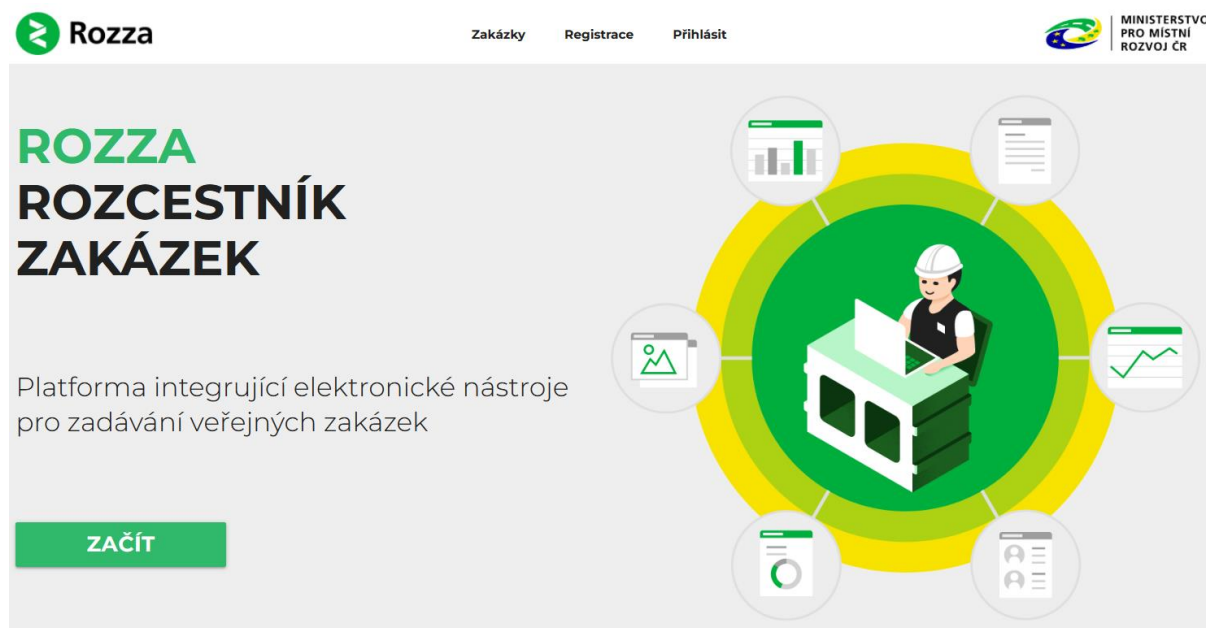 Rozza
Zakázky Registrace Přihlásit
MINISTERSTVO
PRO MÍSTNÍ
ROZVOJ ČR
ROZZA
ROZCESTNÍK
ZAKÁZEK
Platforma integrující elektronické nástroje
pro zadávání veřejných zakázek
ZAČÍT